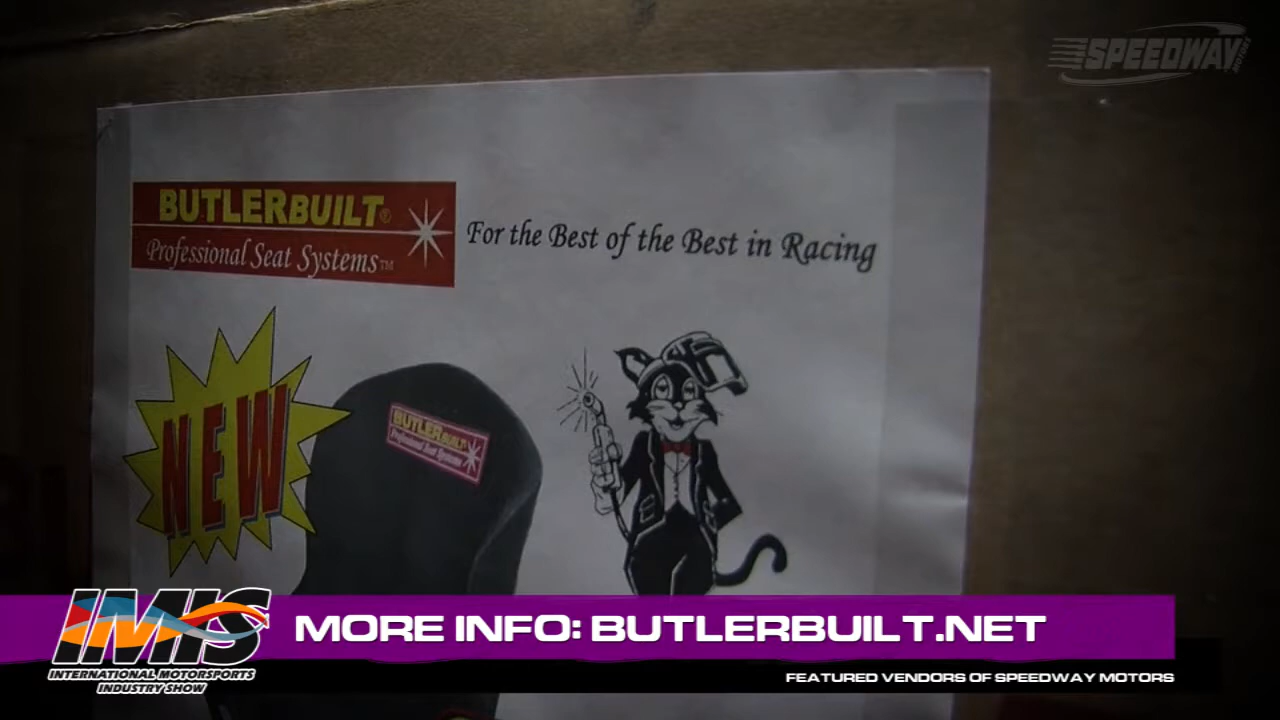 SPEEDWAY
MOTORS
BUTLERBUILT®
Professional Seat Systems™
For the Best of the Best in Racing
NEW
BUTLERBUILT
Professional Seat Systems
IMIS
INTERNATIONAL MOTORSPORTS
INDUSTRY SHOW
MORE INFO: BUTLERBUILT.NET
FEATURED VENDORS OF SPEEDWAY MOTORS